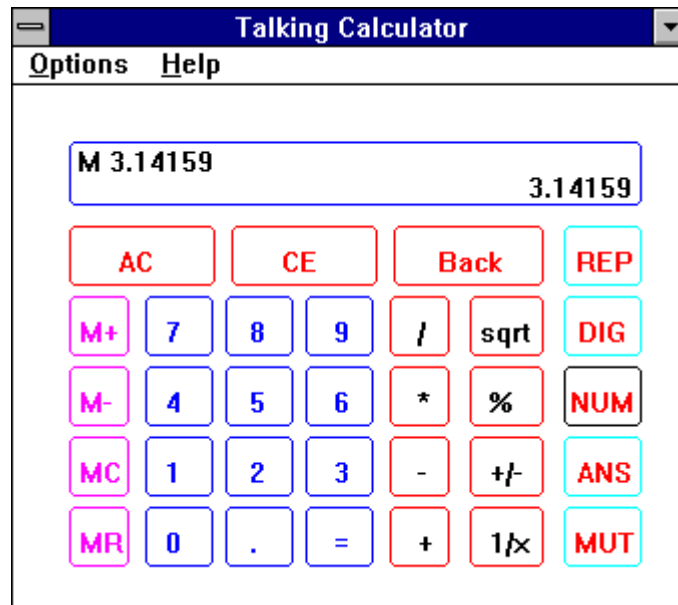 Talking Calculator
Options Help
M 3.14159
3.14159
AC CE Back REP
M+ 7 8 9 / sqrt DIG
M- 4 5 6 * % NUM
MC 1 2 3 - +/- ANS
MR 0 . = + 1/x MUT